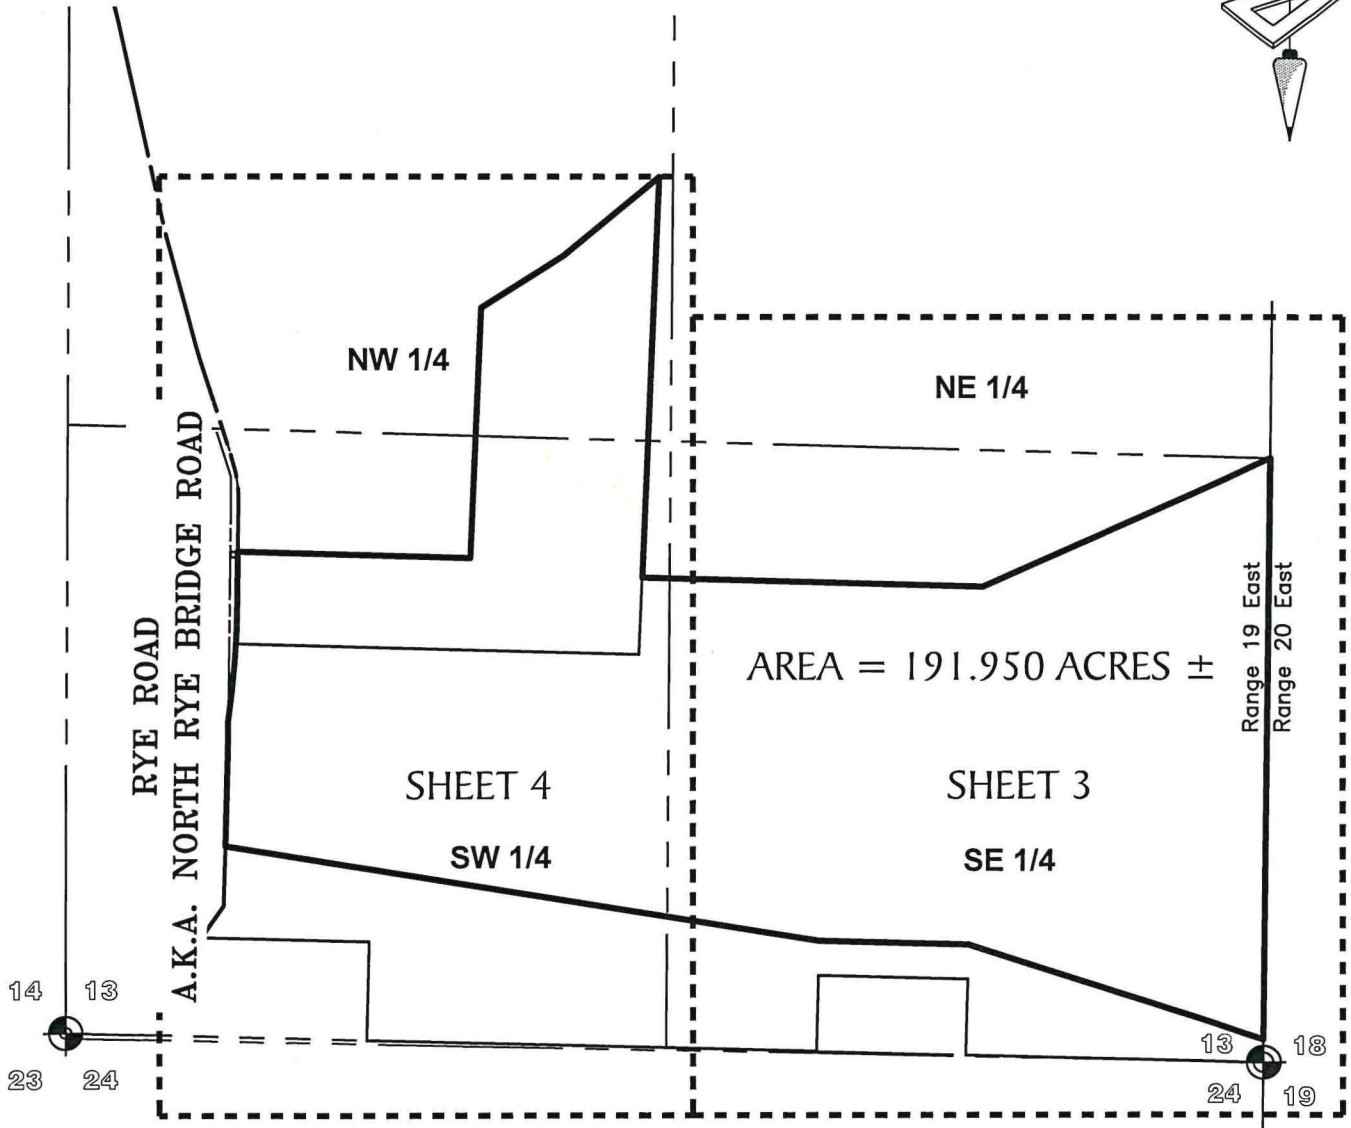 NW 1/4
NE 1/4
RYE ROAD
A.K.A. NORTH RYE BRIDGE ROAD
Range 19 East
Range 20 East
AREA = 191.950 ACRES ±
SHEET 4
SHEET 3
SW 1/4
SE 1/4
14 13
23 24
13 18
24 19